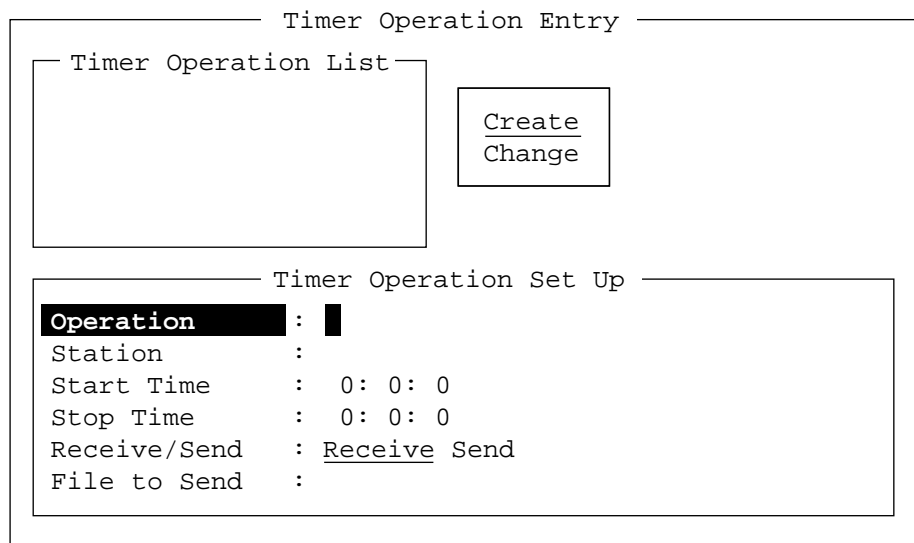 Timer Operation Entry
Timer Operation List
Create
Change
Timer Operation Set Up
Operation :
Station :
Start Time : 0: 0: 0
Stop Time : 0: 0: 0
Receive/Send : Receive Send
File to Send :